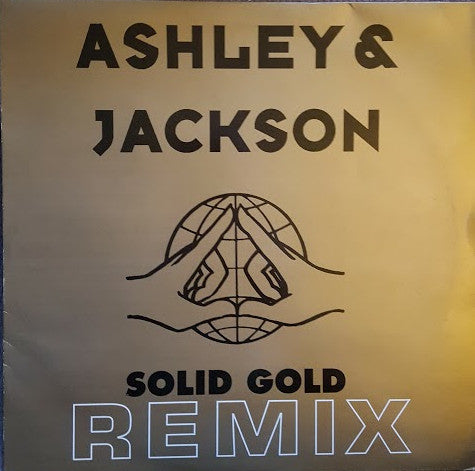 ASHLEY &
JACKSON
SOLID GOLD
REMIX